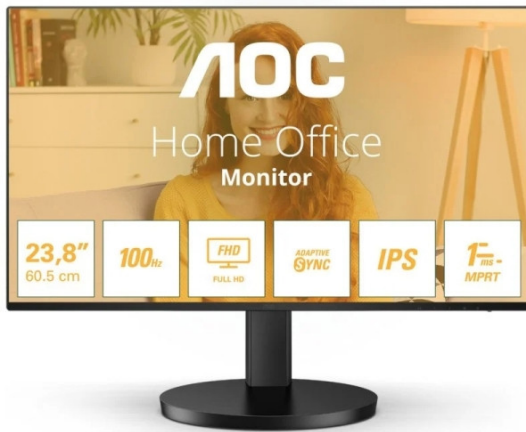 AOC
Home Office
Monitor
23,8”
60.5 cm
100Hz
FHD
FULL HD
ADAPTIVE
SYNC
IPS
1ms
MPRT